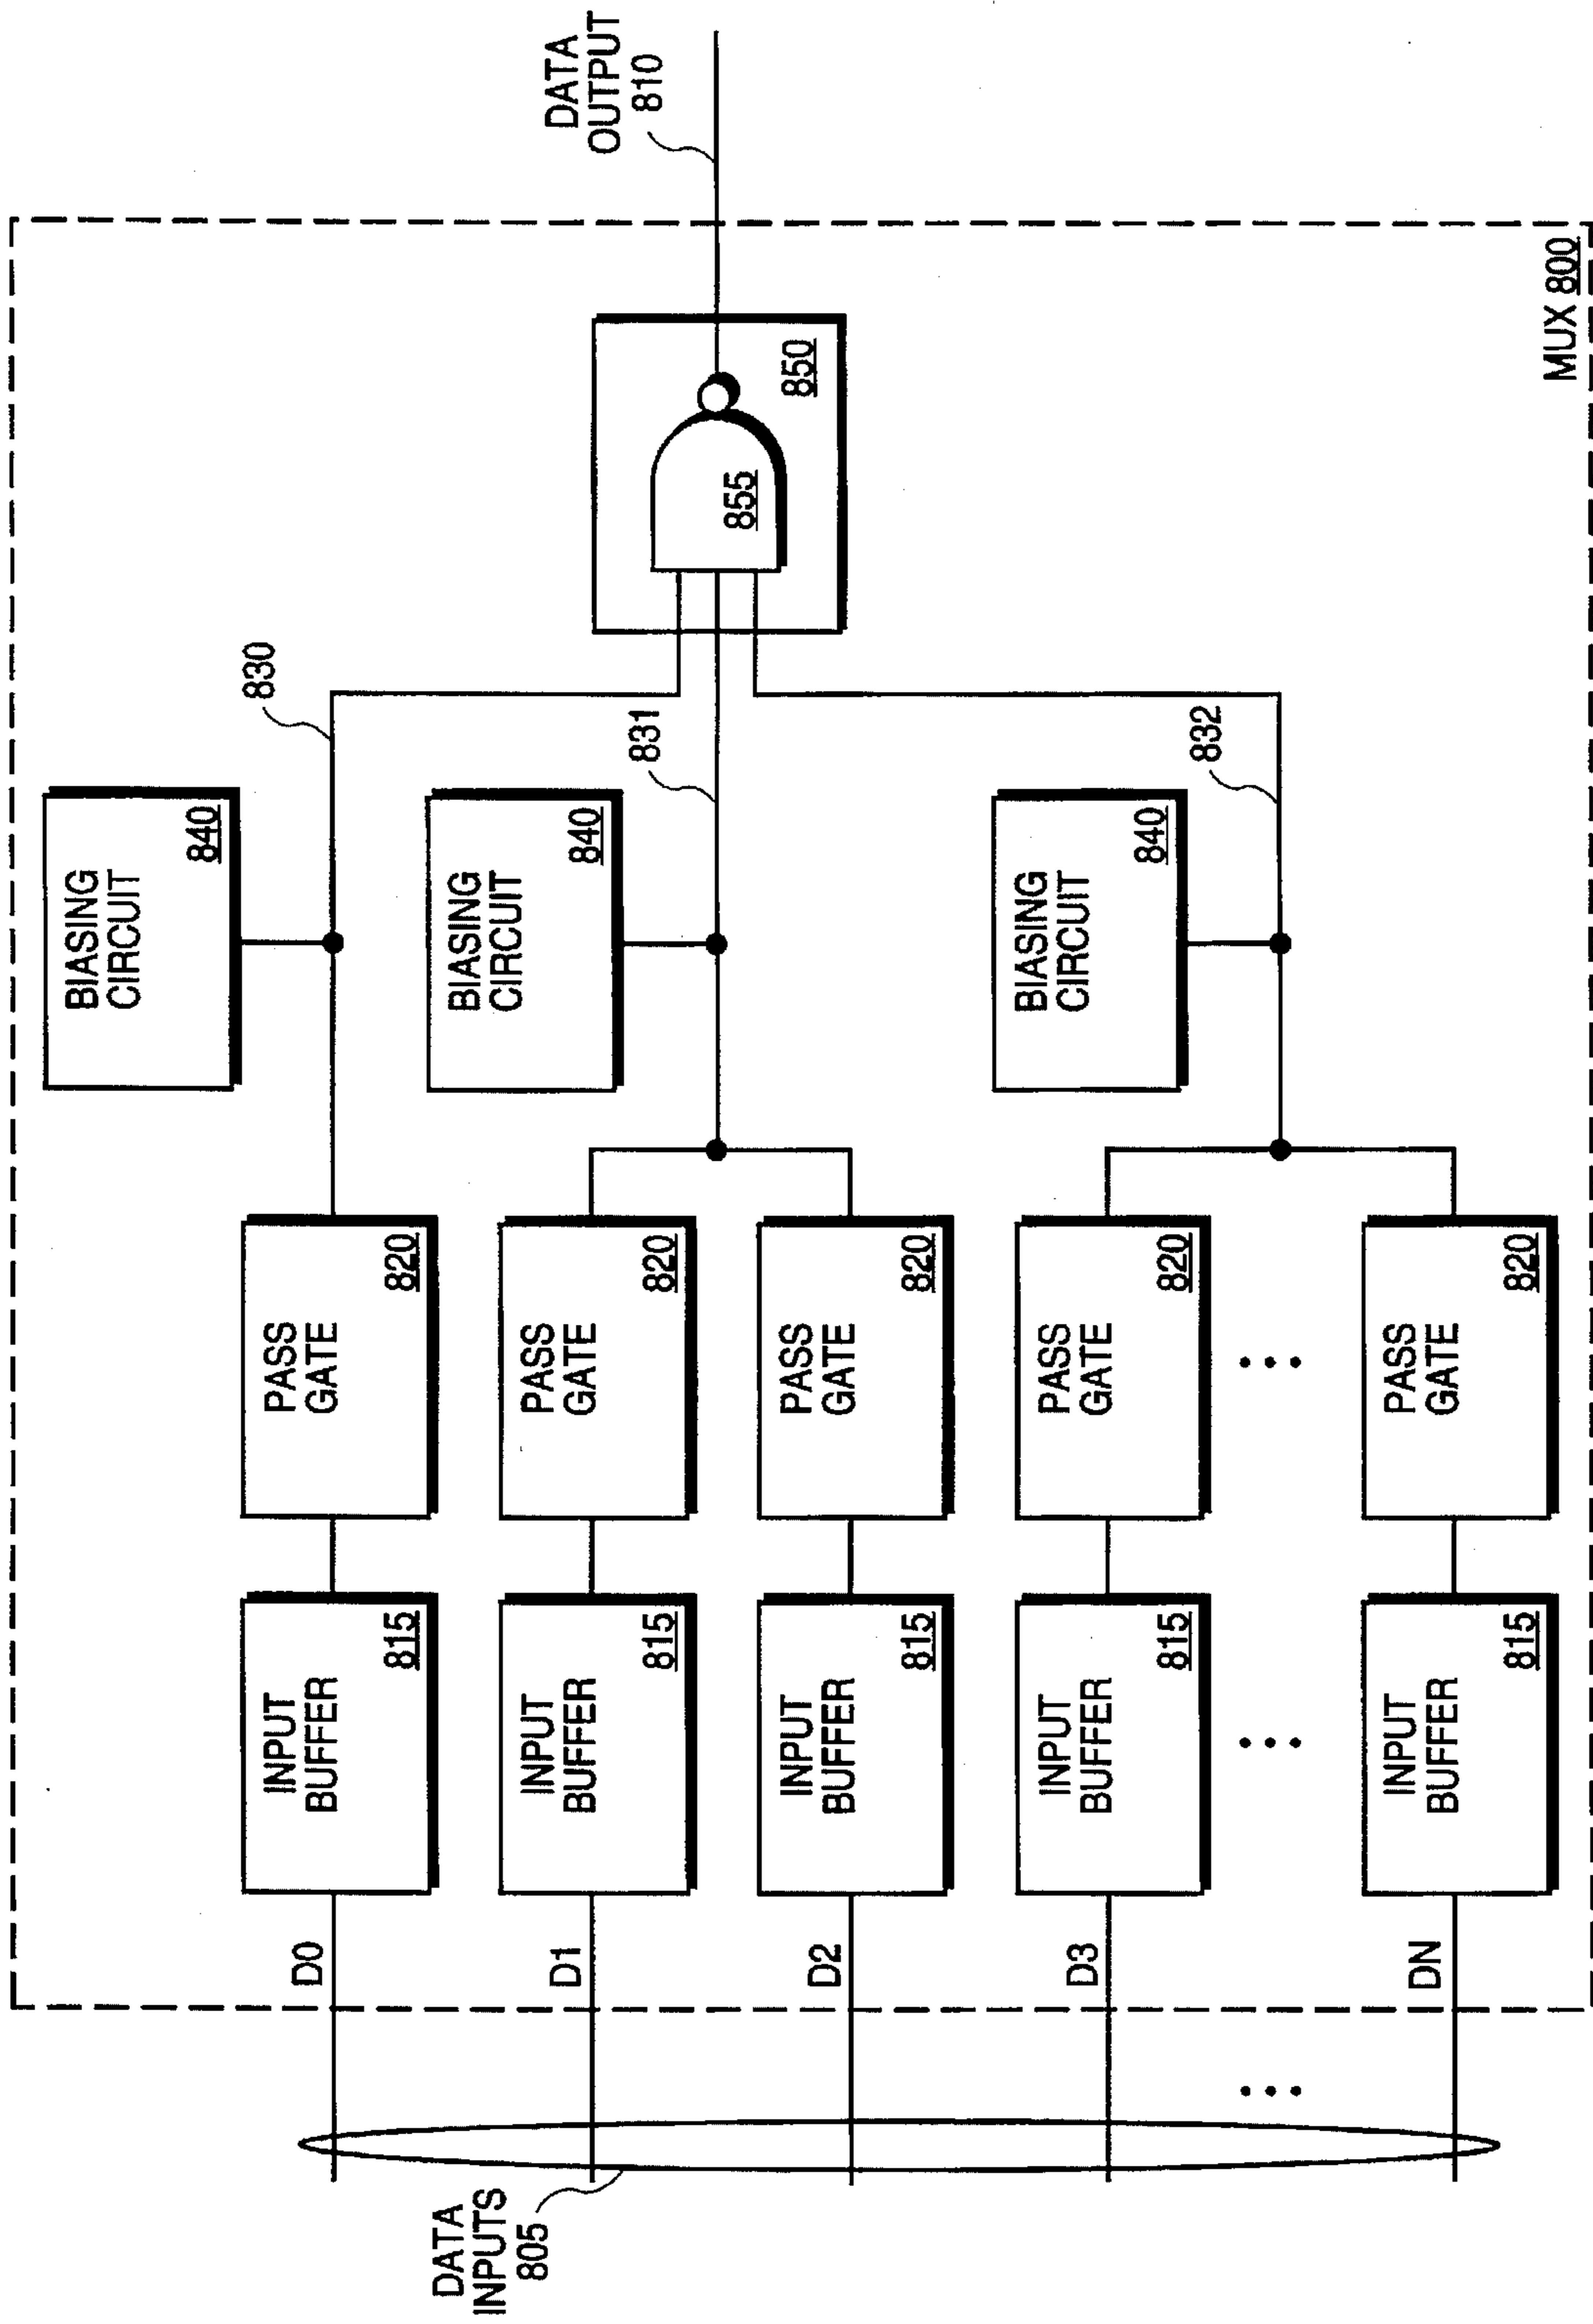 DATA
INPUTS
805
D0
D1
D2
D3
DN
...
INPUT
BUFFER
815
INPUT
BUFFER
815
INPUT
BUFFER
815
INPUT
BUFFER
815
...
INPUT
BUFFER
815
PASS
GATE
820
PASS
GATE
820
PASS
GATE
820
PASS
GATE
820
...
PASS
GATE
820
BIASING
CIRCUIT
840
BIASING
CIRCUIT
840
BIASING
CIRCUIT
840
830
831
832
855
850
DATA
OUTPUT
810
MUX 800